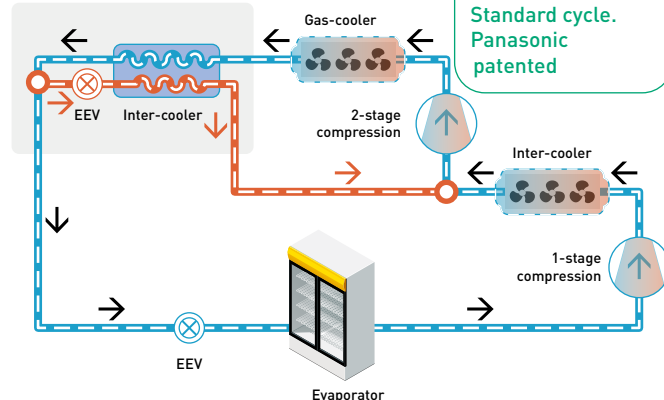 Gas-cooler
Standard cycle.
Panasonic
patented
EEV
Inter-cooler
2-stage
compression
Inter-cooler
1-stage
compression
EEV
Evaporator